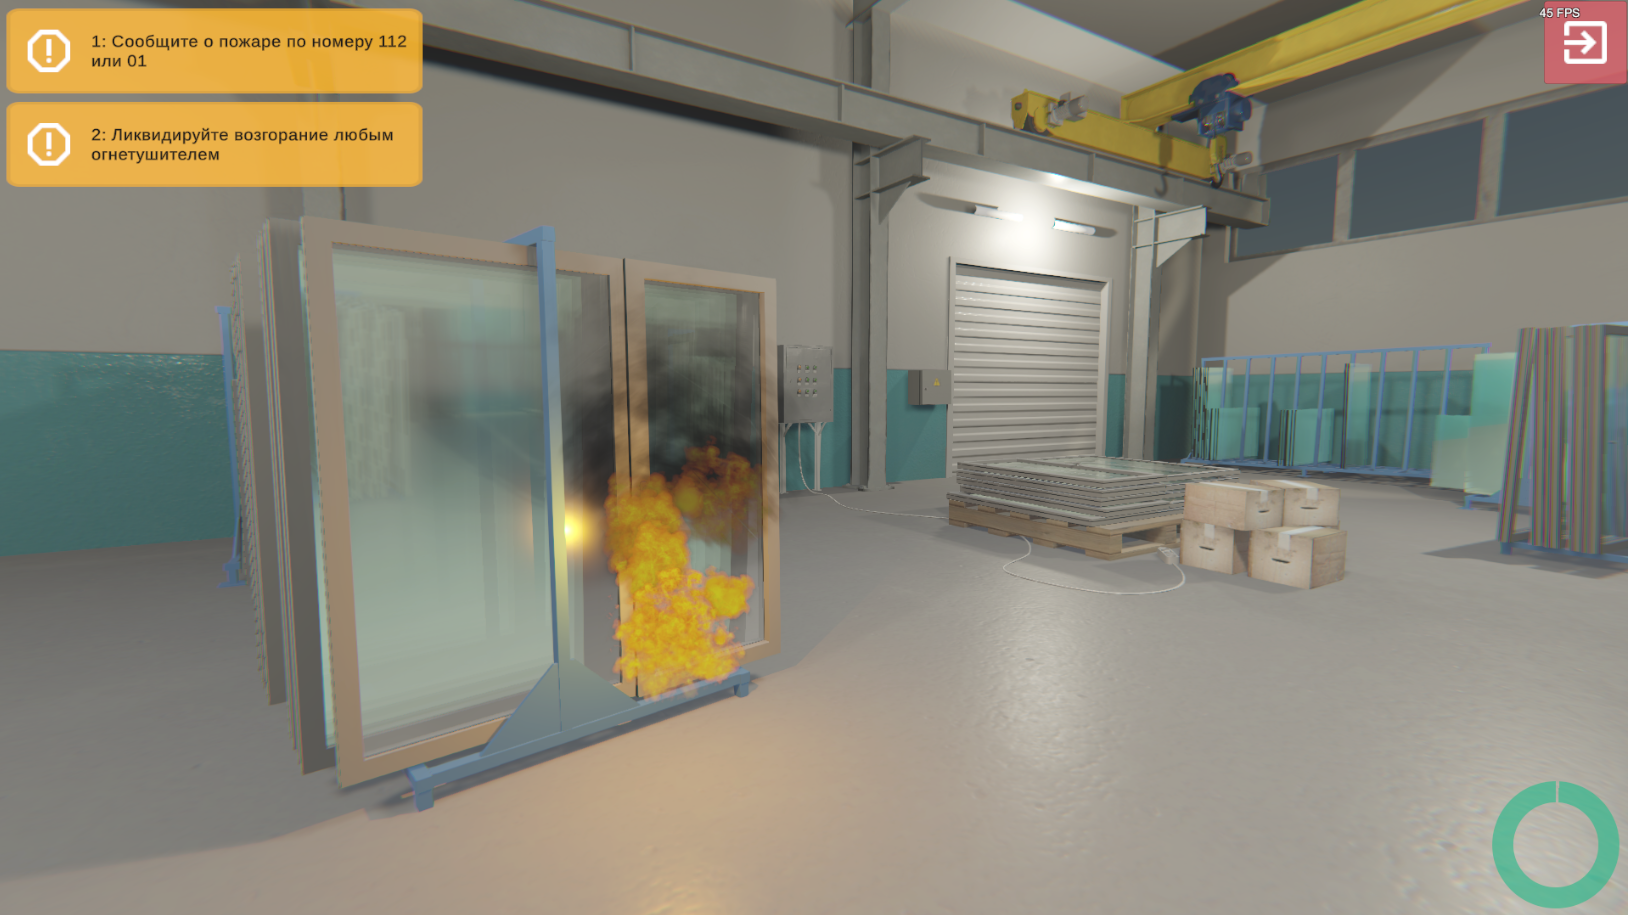 45 FPS
1: Сообщите о пожаре по номеру 112
или 01
2: Ликвидируйте возгорание любым
огнетушителем